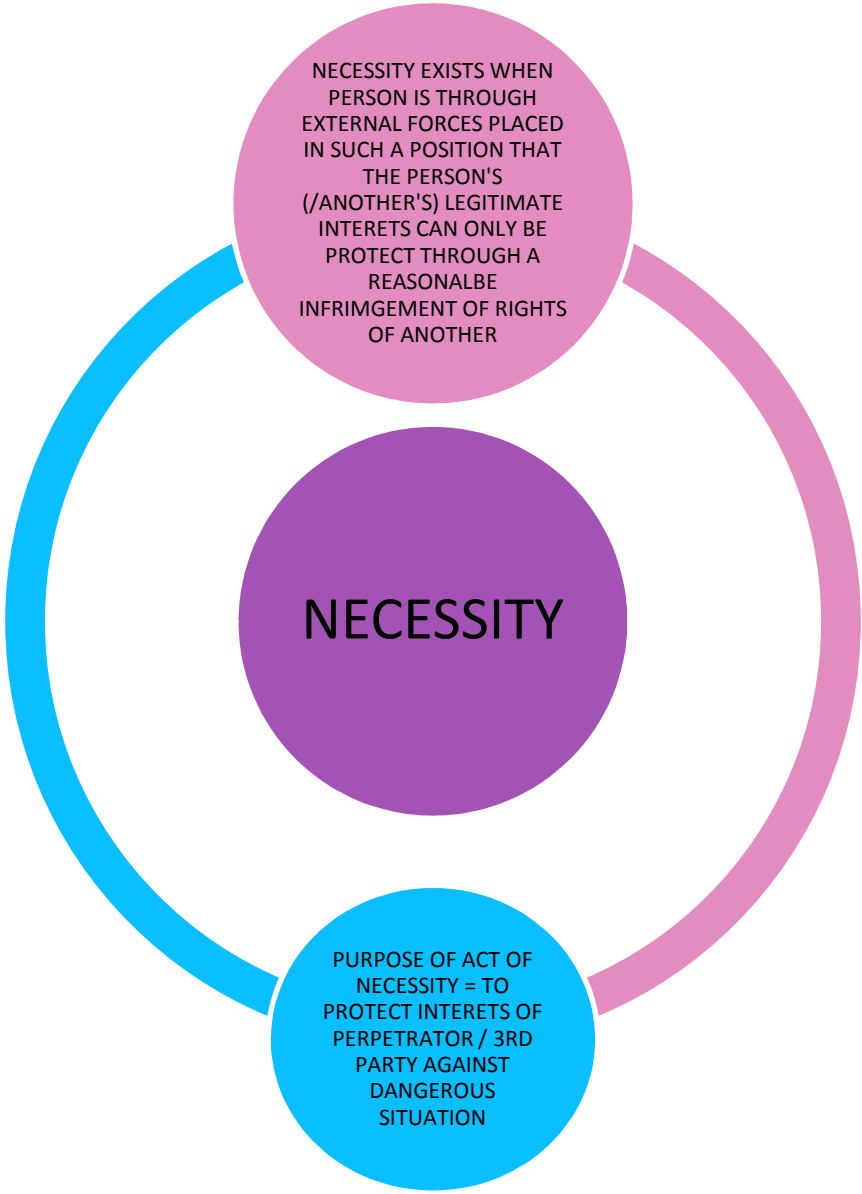 NECESSITY EXISTS WHEN
PERSON IS THROUGH
EXTERNAL FORCES PLACED
IN SUCH A POSITION THAT
THE PERSON'S
(/ANOTHER'S) LEGITIMATE
INTERETS CAN ONLY BE
PROTECT THROUGH A
REASONALBE
INFRIMGEMENT OF RIGHTS
OF ANOTHER
NECESSITY
PURPOSE OF ACT OF
NECESSITY = TO
PROTECT INTERETS OF
PERPETRATOR / 3RD
PARTY AGAINST
DANGEROUS
SITUATION